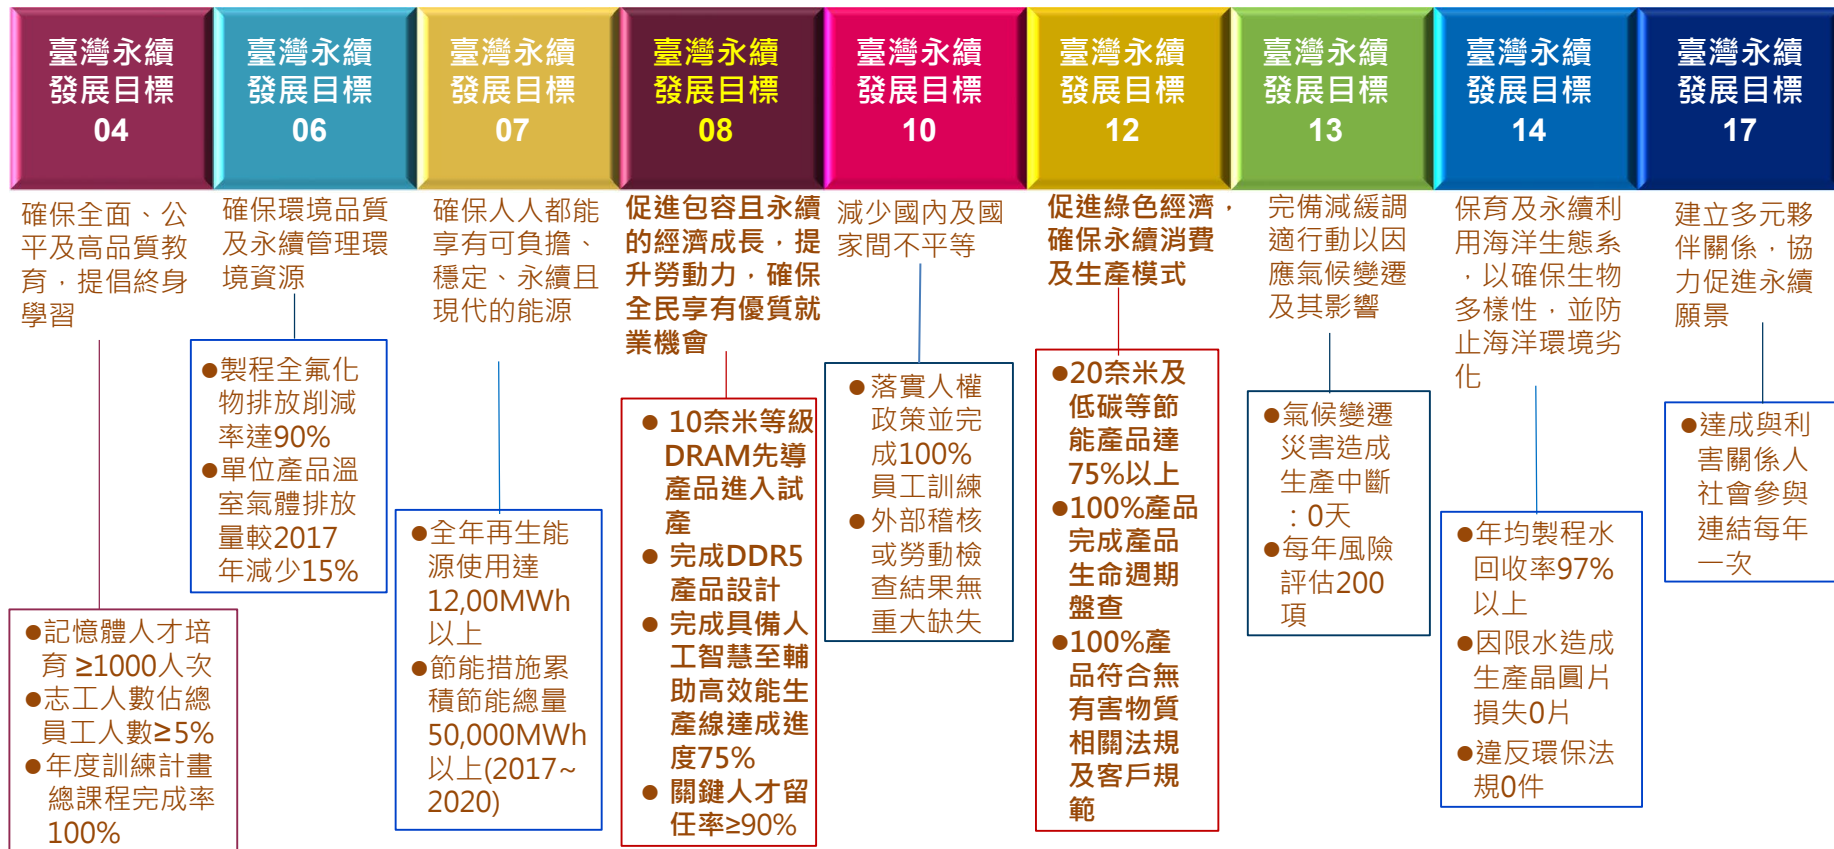 臺灣永續
發展目標
04
確保全面、公
平及高品質教
育，提倡終身
學習
●記憶體人才培
育 ≥1000人次
●志工人數佔總
員工人數≥5%
●年度訓練計畫
總課程完成率
100%
臺灣永續
發展目標
06
確保環境品質
及永續管理環
境資源
●製程全氟化
物排放削減
率達90%
●單位產品溫
室氣體排放
量較2017
年減少15%
臺灣永續
發展目標
07
確保人人都能
享有可負擔、
穩定、永續且
現代的能源
●全年再生能
源使用達
12,00MWh
以上
●節能措施累
積節能總量
50,000MWh
以上(2017~
2020)
臺灣永續
發展目標
08
促進包容且永續
的經濟成長，提
升勞動力，確保
全民享有優質就
業機會
● 10奈米等級
DRAM先導
產品進入試
產
● 完成DDR5
產品設計
● 完成具備人
工智慧至輔
助高效能生
產線達成進
度75%
● 關鍵人才留
任率≥90%
臺灣永續
發展目標
10
減少國內及國
家間不平等
● 落實人權
政策並完
成100%
員工訓練
● 外部稽核
或勞動檢
查結果無
重大缺失
臺灣永續
發展目標
12
促進綠色經濟，
確保永續消費
及生產模式
●20奈米及
低碳等節
能產品達
75%以上
●100%產品
完成產品
生命週期
盤查
●100%產
品符合無
有害物質
相關法規
及客戶規
範
臺灣永續
發展目標
13
完備減緩調
適行動以因
應氣候變遷
及其影響
●氣候變遷
災害造成
生產中斷
：0天
●每年風險
評估200
項
臺灣永續
發展目標
14
保育及永續利
用海洋生態系
，以確保生物
多樣性，並防
止海洋環境劣
化
●年均製程水
回收率97%
以上
●因限水造成
生產晶圓片
損失0片
●違反環保法
規0件
臺灣永續
發展目標
17
建立多元夥
伴關係，協
力促進永續
願景
●達成與利
害關係人
社會參與
連結每年
一次